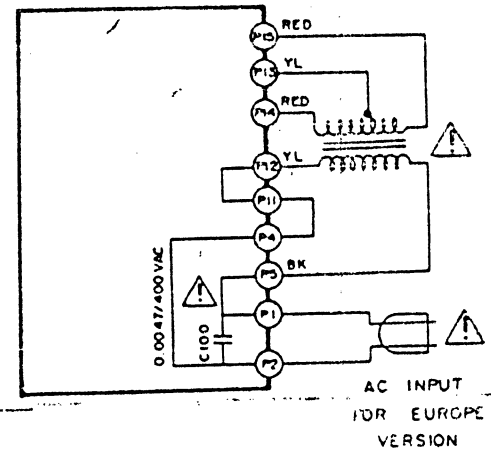 P15 RED
P13 YL
P14 RED
P12 YL
P11
P4
P5 BK
P1
P2
0.0047/400VAC
C100
AC INPUT
FOR EUROPE
VERSION